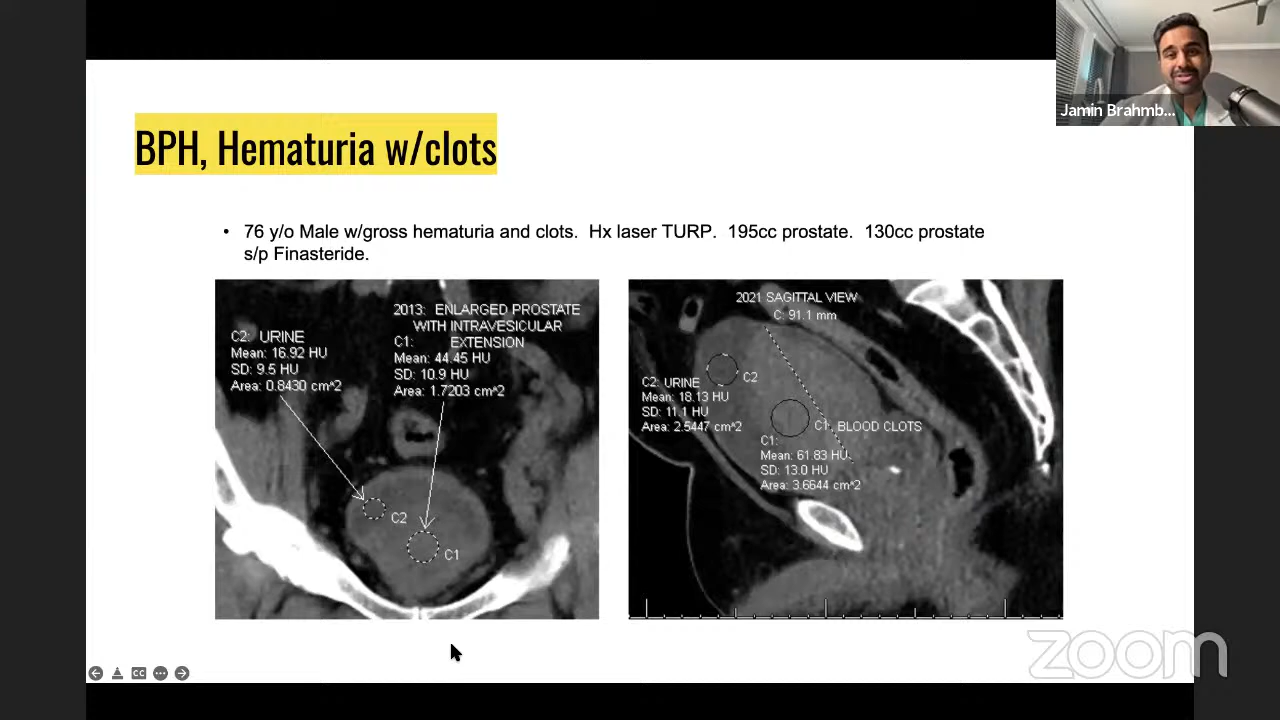 Jamin Brahmb...
BPH, Hematuria w/clots
• 76 y/o Male w/gross hematuria and clots. Hx laser TURP. 195cc prostate. 130cc prostate
s/p Finasteride.
2013: ENLARGED PROSTATE
WITH INTRAVESICULAR
EXTENSION
C1:
Mean: 44.45 HU
SD: 10.9 HU
Area: 1.7203 cm^2
C2: URINE
Mean: 16.92 HU
SD: 9.5 HU
Area: 0.8430 cm^2
C2
C1
2021 SAGITTAL VIEW
C: 91.1 mm
C2
C2: URINE
Mean: 18.13 HU
SD: 11.1 HU
Area: 2.5447 cm^2
C1, BLOOD CLOTS
C1:
Mean: 61.83 HU
SD: 13.0 HU
Area: 3.6644 cm^2
CC
zoom